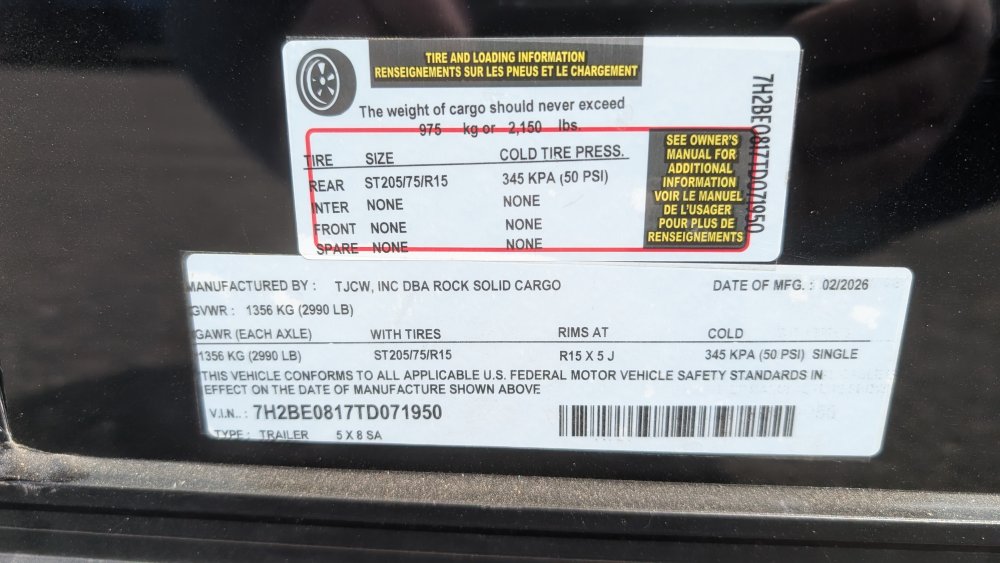 TIRE AND LOADING INFORMATION
RENSEIGNEMENTS SUR LES PNEUS ET LE CHARGEMENT
The weight of cargo should never exceed
975 kg or 2,150 lbs.
TIRE SIZE COLD TIRE PRESS.
REAR ST205/75/R15 345 KPA (50 PSI)
INTER NONE NONE
FRONT NONE NONE
SPARE NONE NONE
SEE OWNER'S
MANUAL FOR
ADDITIONAL
INFORMATION
VOIR LE MANUEL
DE L'USAGER
POUR PLUS DE
RENSEIGNEMENTS
7H2BE0817TD071950
MANUFACTURED BY : TJCW, INC DBA ROCK SOLID CARGO DATE OF MFG. : 02/2026
GVWR : 1356 KG (2990 LB)
GAWR (EACH AXLE) WITH TIRES RIMS AT COLD
1356 KG (2990 LB) ST205/75/R15 R15 X 5 J 345 KPA (50 PSI) SINGLE
THIS VEHICLE CONFORMS TO ALL APPLICABLE U.S. FEDERAL MOTOR VEHICLE SAFETY STANDARDS IN
EFFECT ON THE DATE OF MANUFACTURE SHOWN ABOVE
V.I.N.. : 7H2BE0817TD071950
TYPE : TRAILER 5 X 8 SA